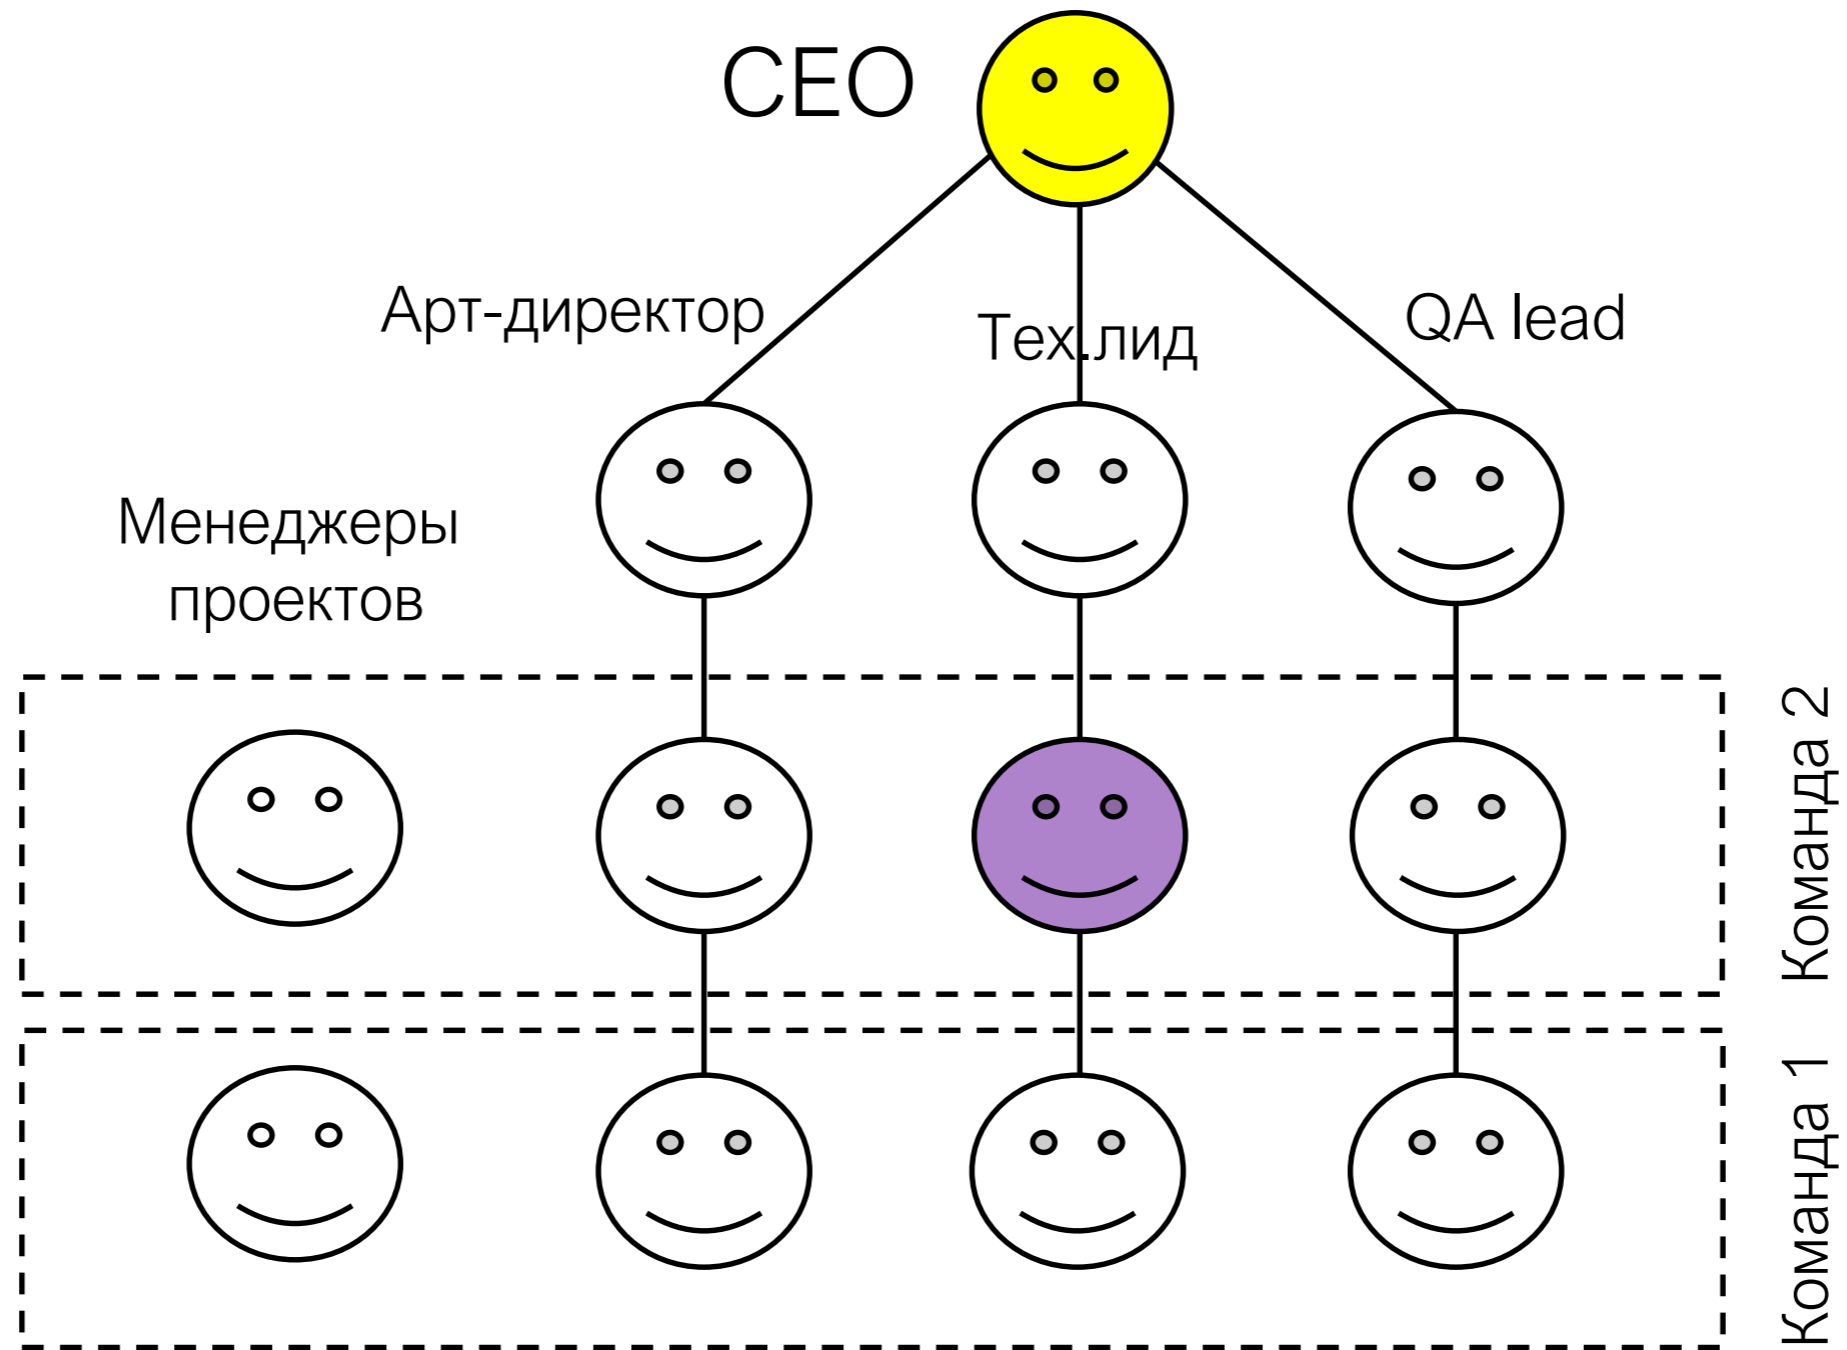 CEO
Арт-директор
Тех.лид
QA lead
Менеджеры
проектов
Команда 2
Команда 1